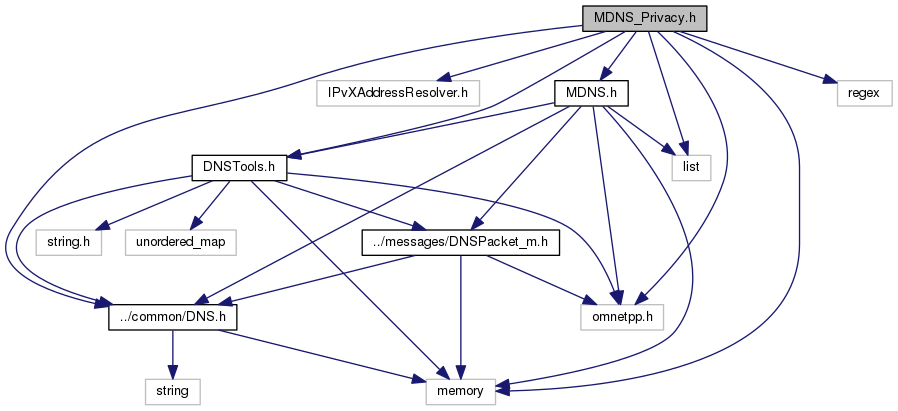 MDNS_Privacy.h
IPvXAddressResolver.h
MDNS.h
regex
DNSTools.h
list
string.h
unordered_map
../messages/DNSPacket_m.h
../common/DNS.h
omnetpp.h
string
memory